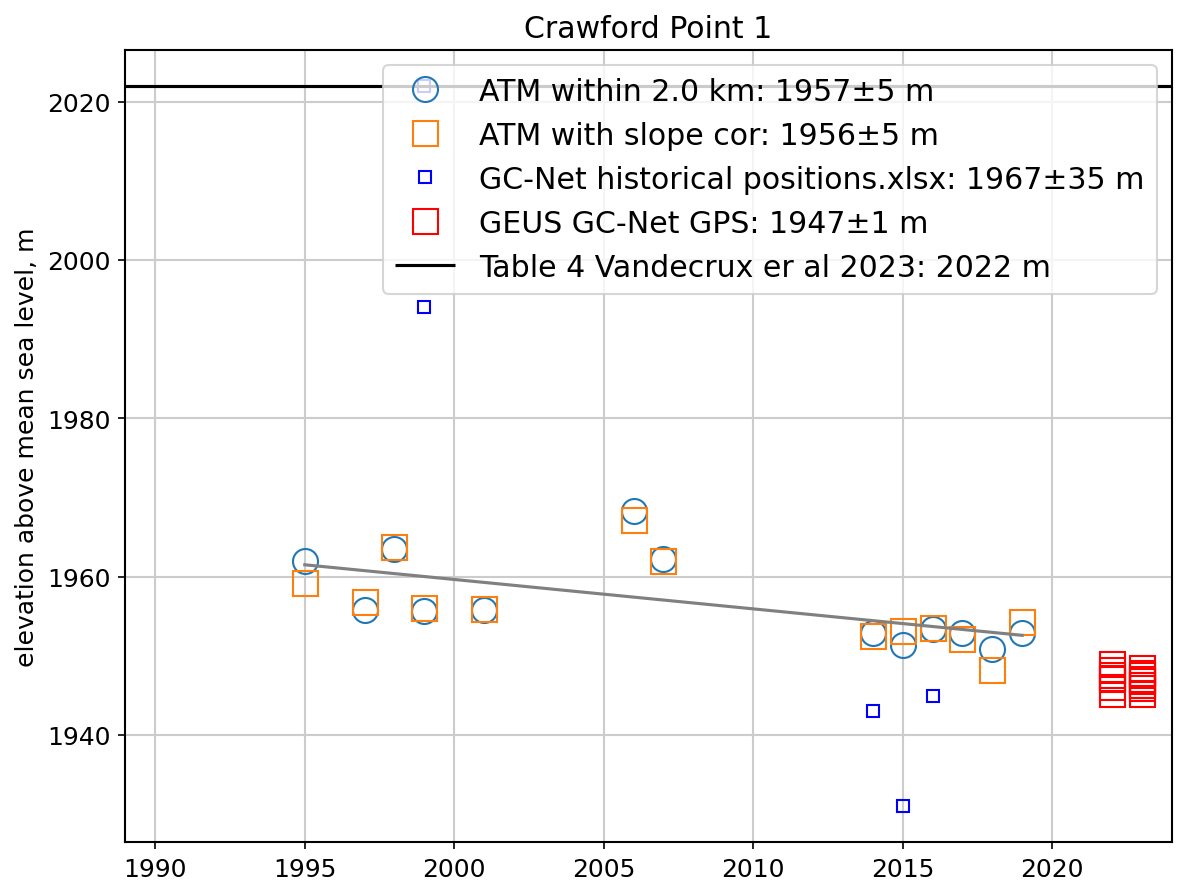 Crawford Point 1
ATM within 2.0 km: 1957±5 m
ATM with slope cor: 1956±5 m
GC-Net historical positions.xlsx: 1967±35 m
GEUS GC-Net GPS: 1947±1 m
Table 4 Vandecrux er al 2023: 2022 m
elevation above mean sea level, m
2020
2000
1980
1960
1940
1990 1995 2000 2005 2010 2015 2020